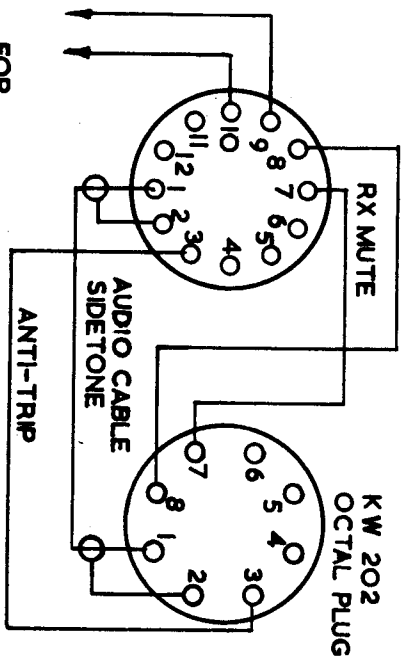 RX MUTE
KW 202
OCTAL PLUG
7
8
6
9
5
10
4
11
3
12
1
2
4
5
6
3
7
2
8
1
AUDIO CABLE
SIDETONE
ANTI-TRIP
FOR